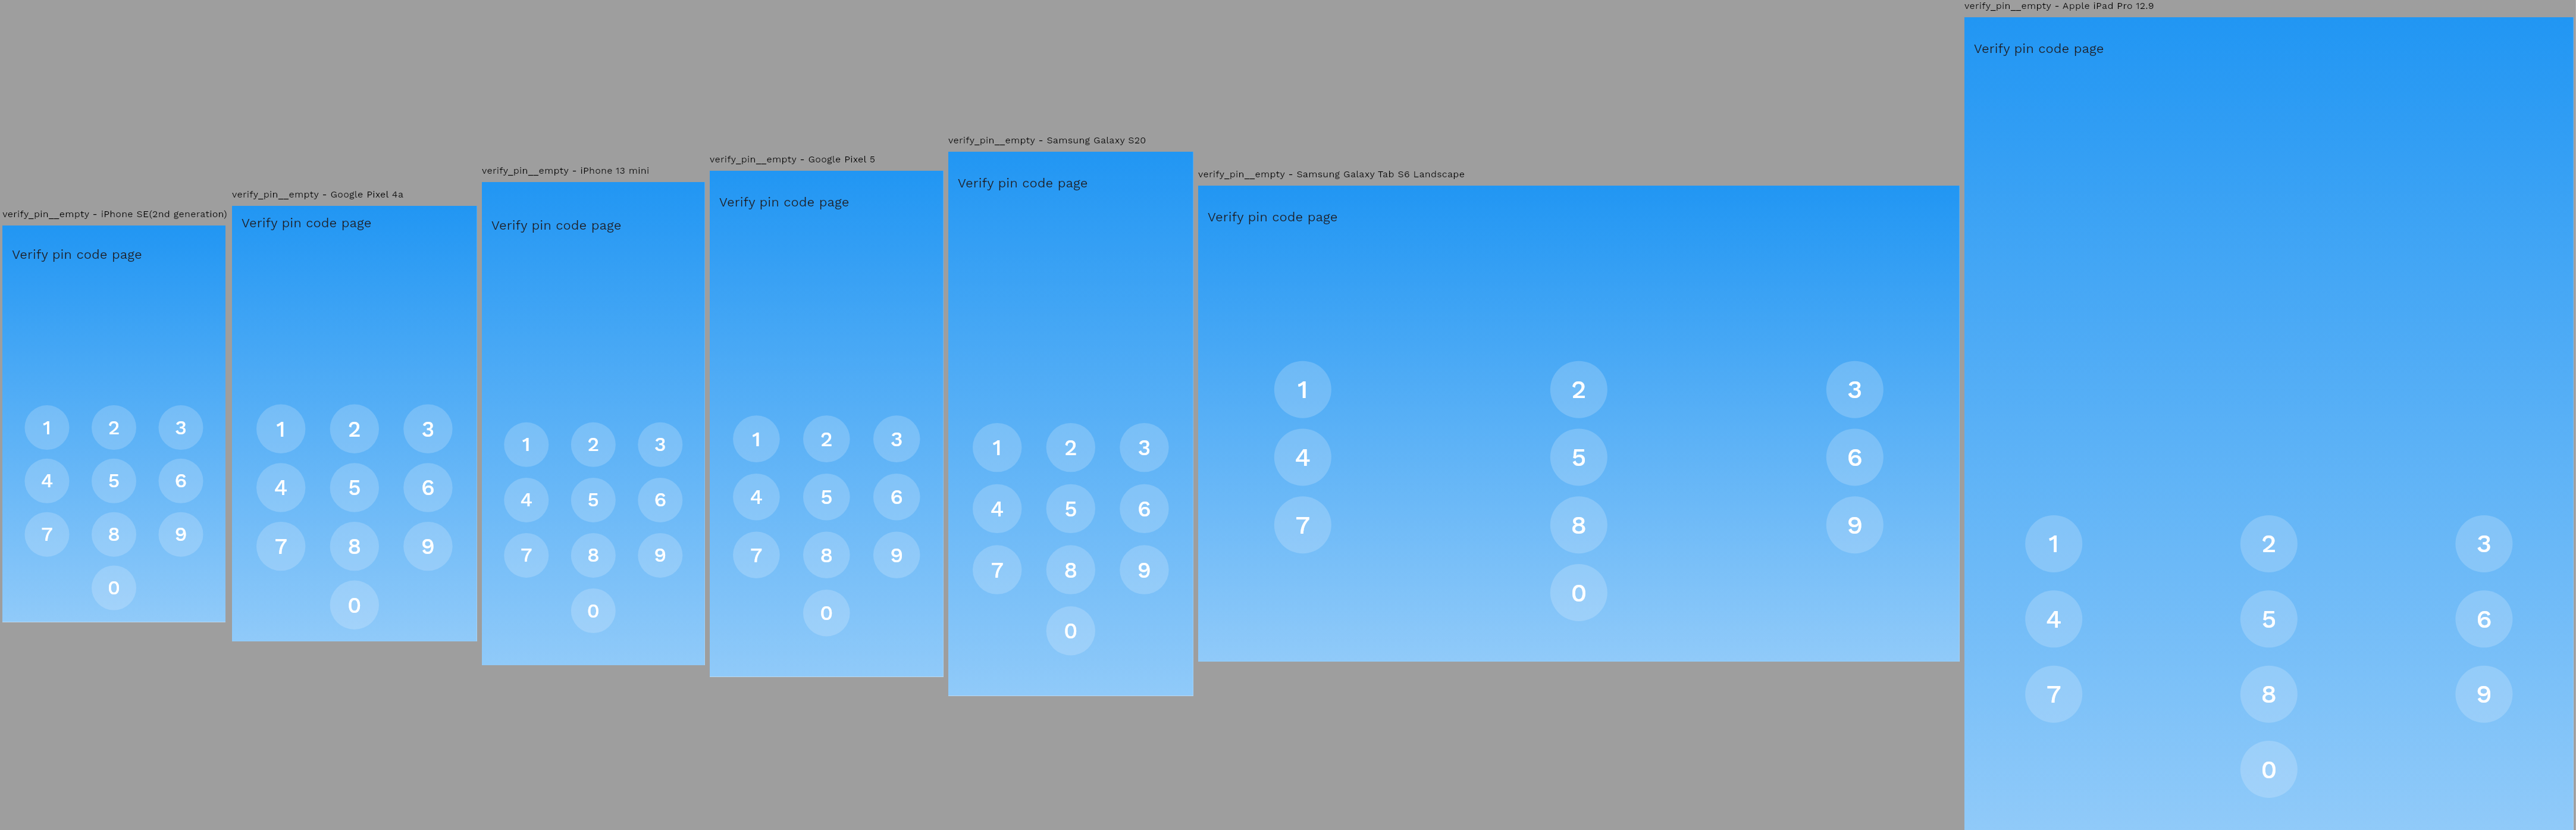 verify_pin__empty - iPhone SE(2nd generation)
Verify pin code page
1 2 3
4 5 6
7 8 9
0
verify_pin__empty - Google Pixel 4a
Verify pin code page
1 2 3
4 5 6
7 8 9
0
verify_pin__empty - iPhone 13 mini
Verify pin code page
1 2 3
4 5 6
7 8 9
0
verify_pin__empty - Google Pixel 5
Verify pin code page
1 2 3
4 5 6
7 8 9
0
verify_pin__empty - Samsung Galaxy S20
Verify pin code page
1 2 3
4 5 6
7 8 9
0
verify_pin__empty - Samsung Galaxy Tab S6 Landscape
Verify pin code page
1 2 3
4 5 6
7 8 9
0
verify_pin__empty - Apple iPad Pro 12.9
Verify pin code page
1 2 3
4 5 6
7 8 9
0